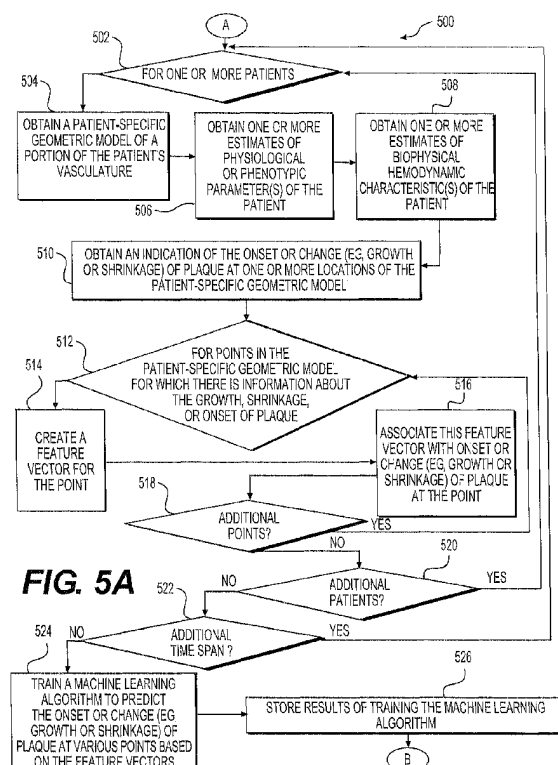 A
500
502
FOR ONE OR MORE PATIENTS
504
OBTAIN A PATIENT-SPECIFIC
GEOMETRIC MODEL OF A
PORTION OF THE PATIENT'S
VASCULATURE
506
OBTAIN ONE OR MORE
ESTIMATES OF
PHYSIOLOGICAL
OR PHENOTYPIC
PARAMETER(S) OF THE
PATIENT
508
OBTAIN ONE OR MORE
ESTIMATES OF
BIOPHYSICAL
HEMODYNAMIC
CHARACTERISTIC(S) OF THE
PATIENT
510
OBTAIN AN INDICATION OF THE ONSET OR CHANGE (EG, GROWTH
OR SHRINKAGE) OF PLAQUE AT ONE OR MORE LOCATIONS OF THE
PATIENT-SPECIFIC GEOMETRIC MODEL
512
FOR POINTS IN THE
PATIENT-SPECIFIC GEOMETRIC MODEL
FOR WHICH THERE IS INFORMATION ABOUT
THE GROWTH, SHRINKAGE,
OR ONSET OF PLAQUE
514
CREATE A
FEATURE
VECTOR FOR
THE POINT
516
ASSOCIATE THIS FEATURE
VECTOR WITH ONSET OR
CHANGE (EG, GROWTH OR
SHRINKAGE) OF PLAQUE
AT THE POINT
518
ADDITIONAL
POINTS?
YES
NO
520
ADDITIONAL
PATIENTS?
YES
NO
FIG. 5A
522
ADDITIONAL
TIME SPAN ?
YES
NO
524
TRAIN A MACHINE LEARNING
ALGORITHM TO PREDICT
THE ONSET OR CHANGE (EG,
GROWTH OR SHRINKAGE) OF
PLAQUE AT VARIOUS POINTS BASED
ON THE FEATURE VECTORS
526
STORE RESULTS OF TRAINING THE MACHINE LEARNING
ALGORITHM
B